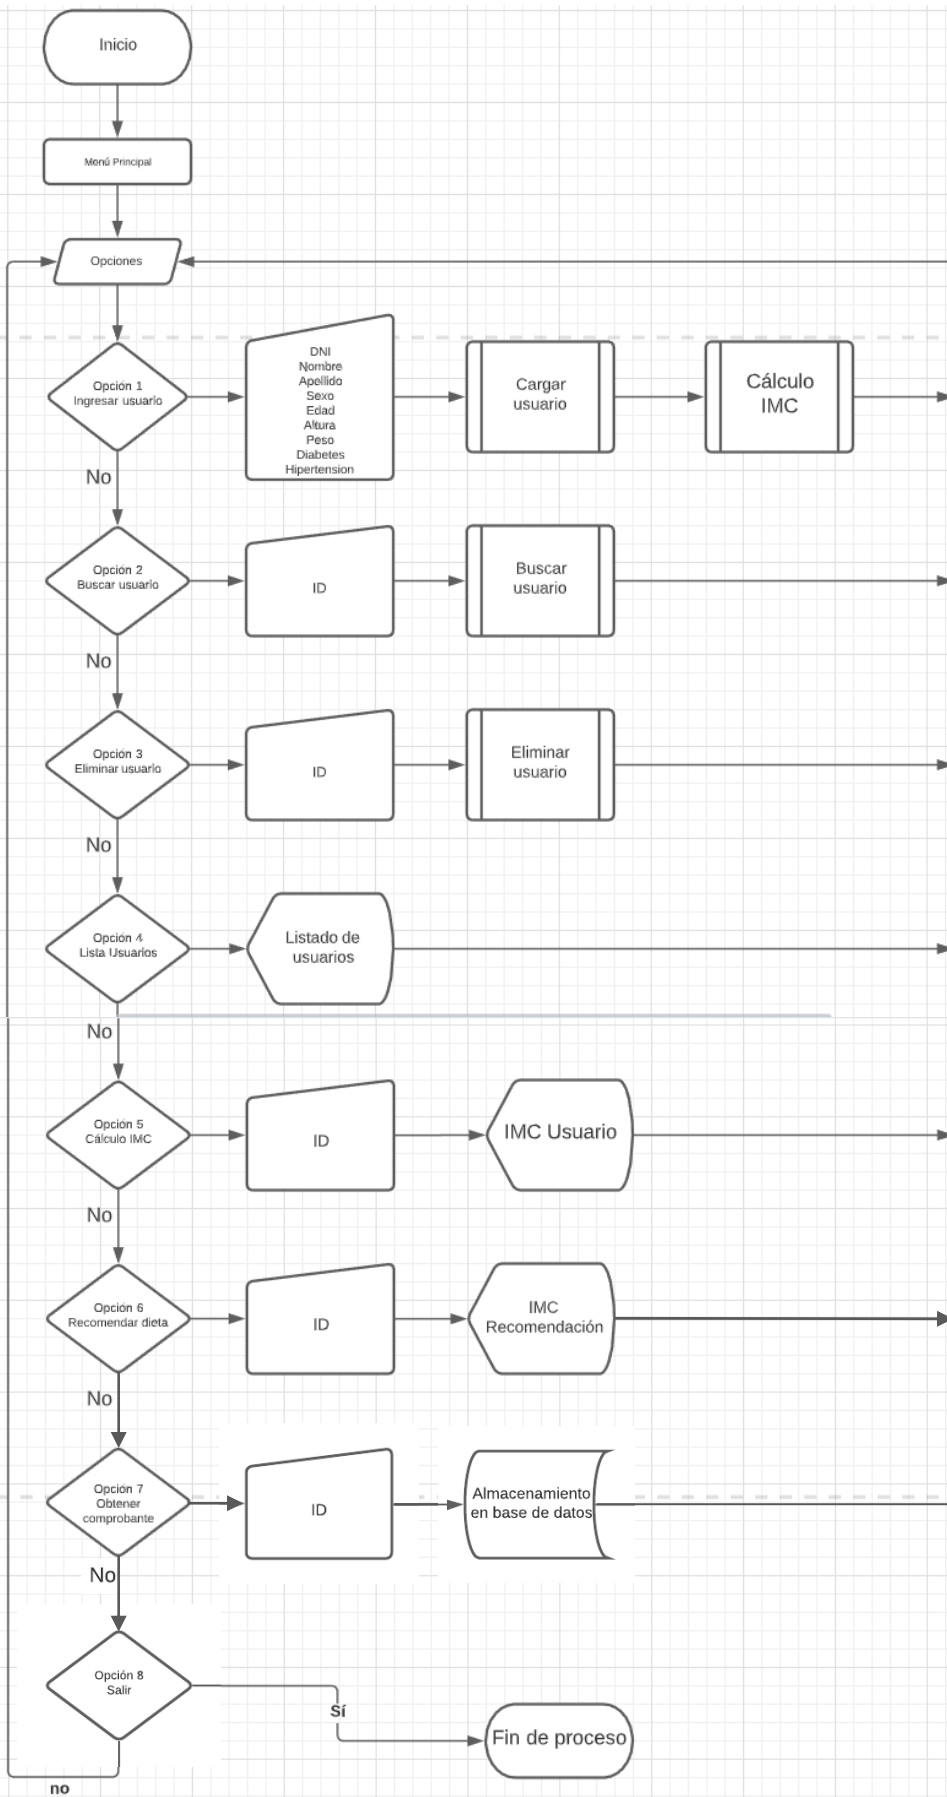 Inicio
Menú Principal
Opciones
Opción 1
Ingresar usuario
DNI
Nombre
Apellido
Sexo
Edad
Altura
Peso
Diabetes
Hipertension
Cargar
usuario
Cálculo
IMC
No
Opción 2
Buscar usuario
ID
Buscar
usuario
No
Opción 3
Eliminar usuario
ID
Eliminar
usuario
No
Opción 4
Lista Usuarios
Listado de
usuarios
No
Opción 5
Cálculo IMC
ID
IMC Usuario
No
Opción 6
Recomendar dieta
ID
IMC
Recomendación
No
Opción 7
Obtener
comprobante
ID
Almacenamiento
en base de datos
No
Opción 8
Salir
Sí
Fin de proceso
no